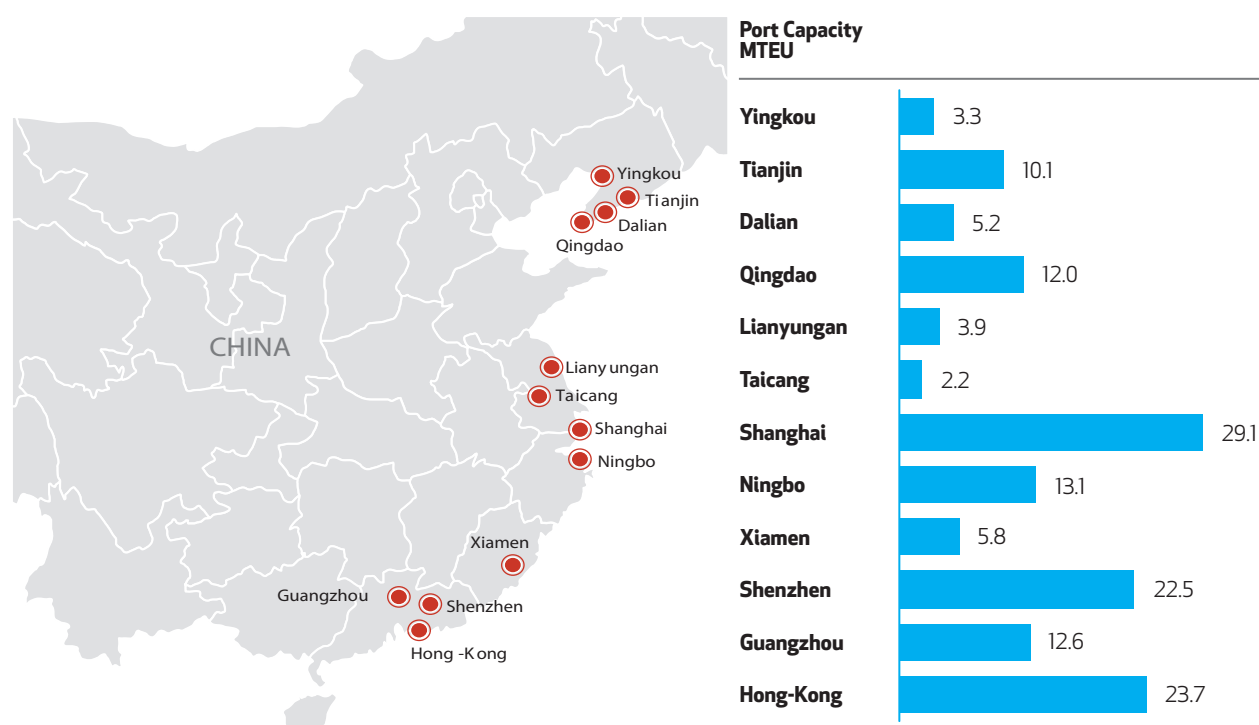 Port Capacity
MTEU
Yingkou 3.3
Tianjin 10.1
Dalian 5.2
Qingdao 12.0
Lianyungan 3.9
Taicang 2.2
Shanghai 29.1
Ningbo 13.1
Xiamen 5.8
Shenzhen 22.5
Guangzhou 12.6
Hong-Kong 23.7
Yingkou
Tianjin
Dalian
Qingdao
CHINA
Lianyungan
Taicang
Shanghai
Ningbo
Xiamen
Guangzhou
Shenzhen
Hong-Kong